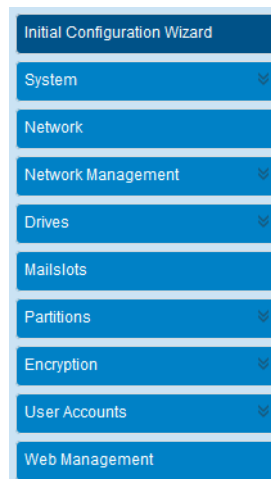 Initial Configuration Wizard
System
Network
Network Management
Drives
Mailslots
Partitions
Encryption
User Accounts
Web Management